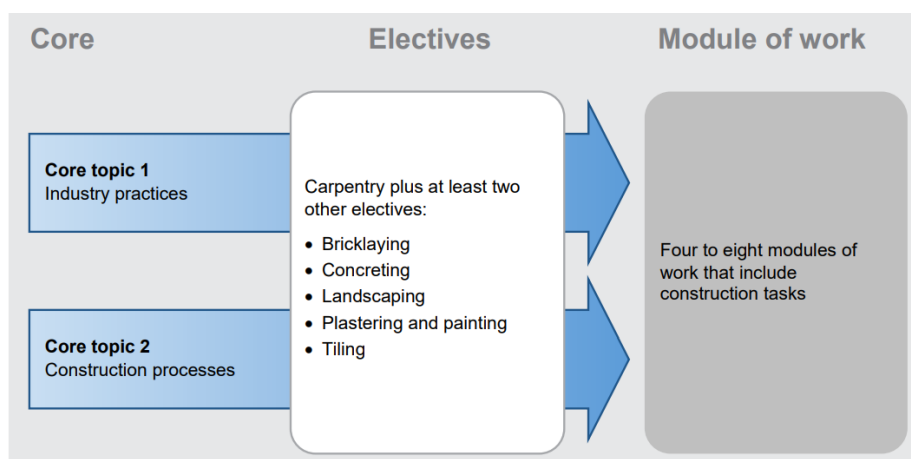 Core
Electives
Module of work
Core topic 1
Industry practices
Core topic 2
Construction processes
Carpentry plus at least two
other electives:
• Bricklaying
• Concreting
• Landscaping
• Plastering and painting
• Tiling
Four to eight modules of
work that include
construction tasks